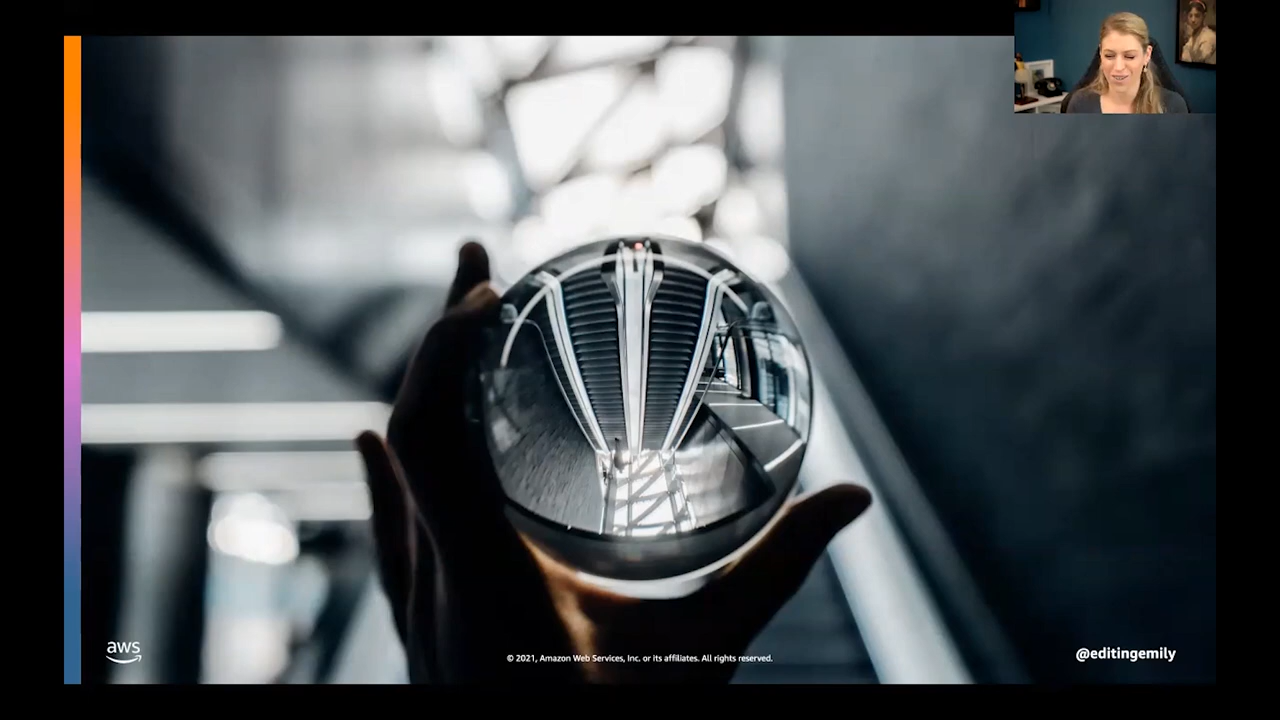 aws
© 2021, Amazon Web Services, Inc. or its affiliates. All rights reserved.
@editingemily